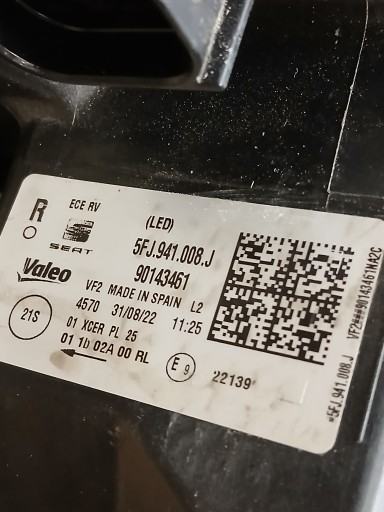 R
ECE RV
(LED)
SEAT
5FJ.941.008.J
Valeo
90143461
VF2 MADE IN SPAIN L2
4570 31/08/22 11:25
21S
01 XCER PL 25
01 1b 02A 00 RL
E 9
22139
*5FJ.941.008.J VF2###90143461NA2C